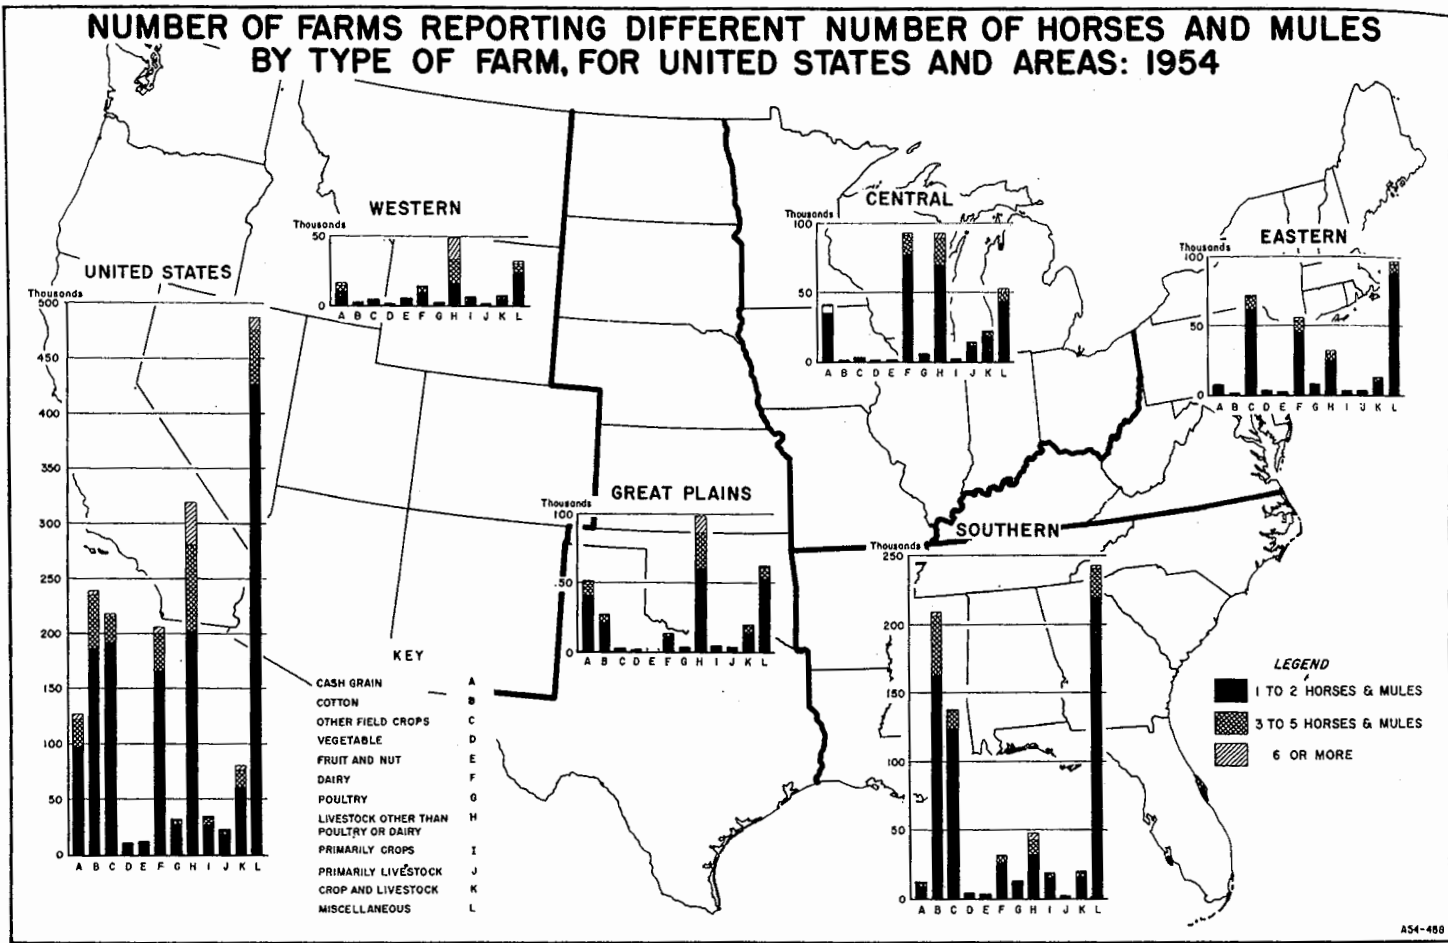 NUMBER OF FARMS REPORTING DIFFERENT NUMBER OF HORSES AND MULES
BY TYPE OF FARM, FOR UNITED STATES AND AREAS: 1954
WESTERN
Thousands
50
0
A B C D E F G H I J K L
CENTRAL
Thousands
100
50
0
A B C D E F G H I J K L
EASTERN
Thousands
100
50
0
A B C D E F G H I J K L
UNITED STATES
Thousands
500
450
400
350
300
250
200
150
100
50
0
A B C D E F G H I J K L
GREAT PLAINS
Thousands
100
50
0
A B C D E F G H I J K L
SOUTHERN
Thousands
250
200
150
100
50
0
A B C D E F G H I J K L
KEY
CASH GRAIN A
COTTON B
OTHER FIELD CROPS C
VEGETABLE D
FRUIT AND NUT E
DAIRY F
POULTRY G
LIVESTOCK OTHER THAN H
POULTRY OR DAIRY
PRIMARILY CROPS I
PRIMARILY LIVESTOCK J
CROP AND LIVESTOCK K
MISCELLANEOUS L
LEGEND
1 TO 2 HORSES & MULES
3 TO 5 HORSES & MULES
6 OR MORE